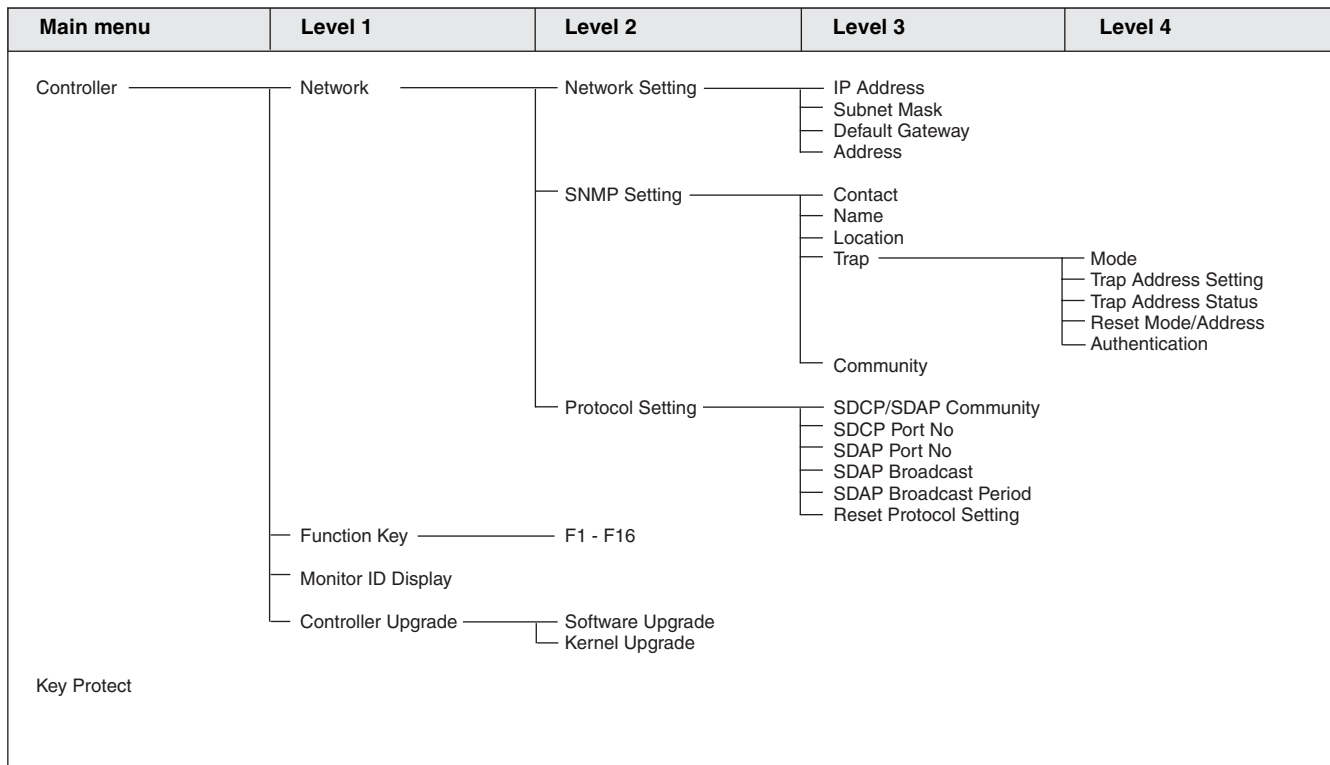 Main menu Level 1 Level 2 Level 3 Level 4
Controller Network Network Setting IP Address
Subnet Mask
Default Gateway
Address
SNMP Setting Contact
Name
Location
Trap Mode
Trap Address Setting
Trap Address Status
Reset Mode/Address
Authentication
Community
Protocol Setting SDCP/SDAP Community
SDCP Port No
SDAP Port No
SDAP Broadcast
SDAP Broadcast Period
Reset Protocol Setting
Function Key F1 - F16
Monitor ID Display
Controller Upgrade Software Upgrade
Kernel Upgrade
Key Protect